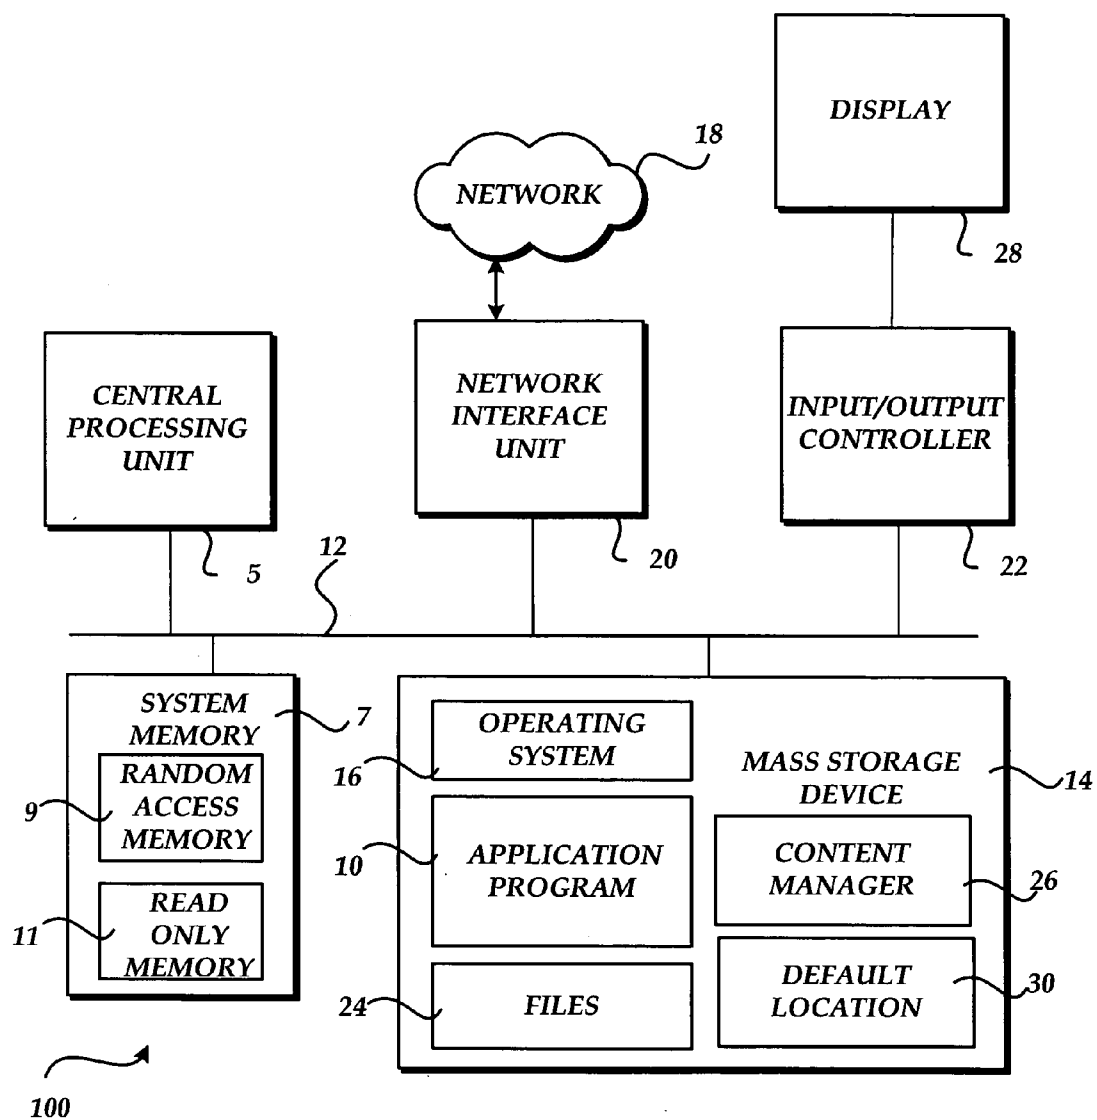 DISPLAY
28
18
NETWORK
CENTRAL
PROCESSING
UNIT
5
NETWORK
INTERFACE
UNIT
20
INPUT/OUTPUT
CONTROLLER
22
12
SYSTEM
MEMORY
7
RANDOM
ACCESS
MEMORY
9
READ
ONLY
MEMORY
11
OPERATING
SYSTEM
16
MASS STORAGE
DEVICE
14
APPLICATION
PROGRAM
10
CONTENT
MANAGER
26
FILES
24
DEFAULT
LOCATION
30
100